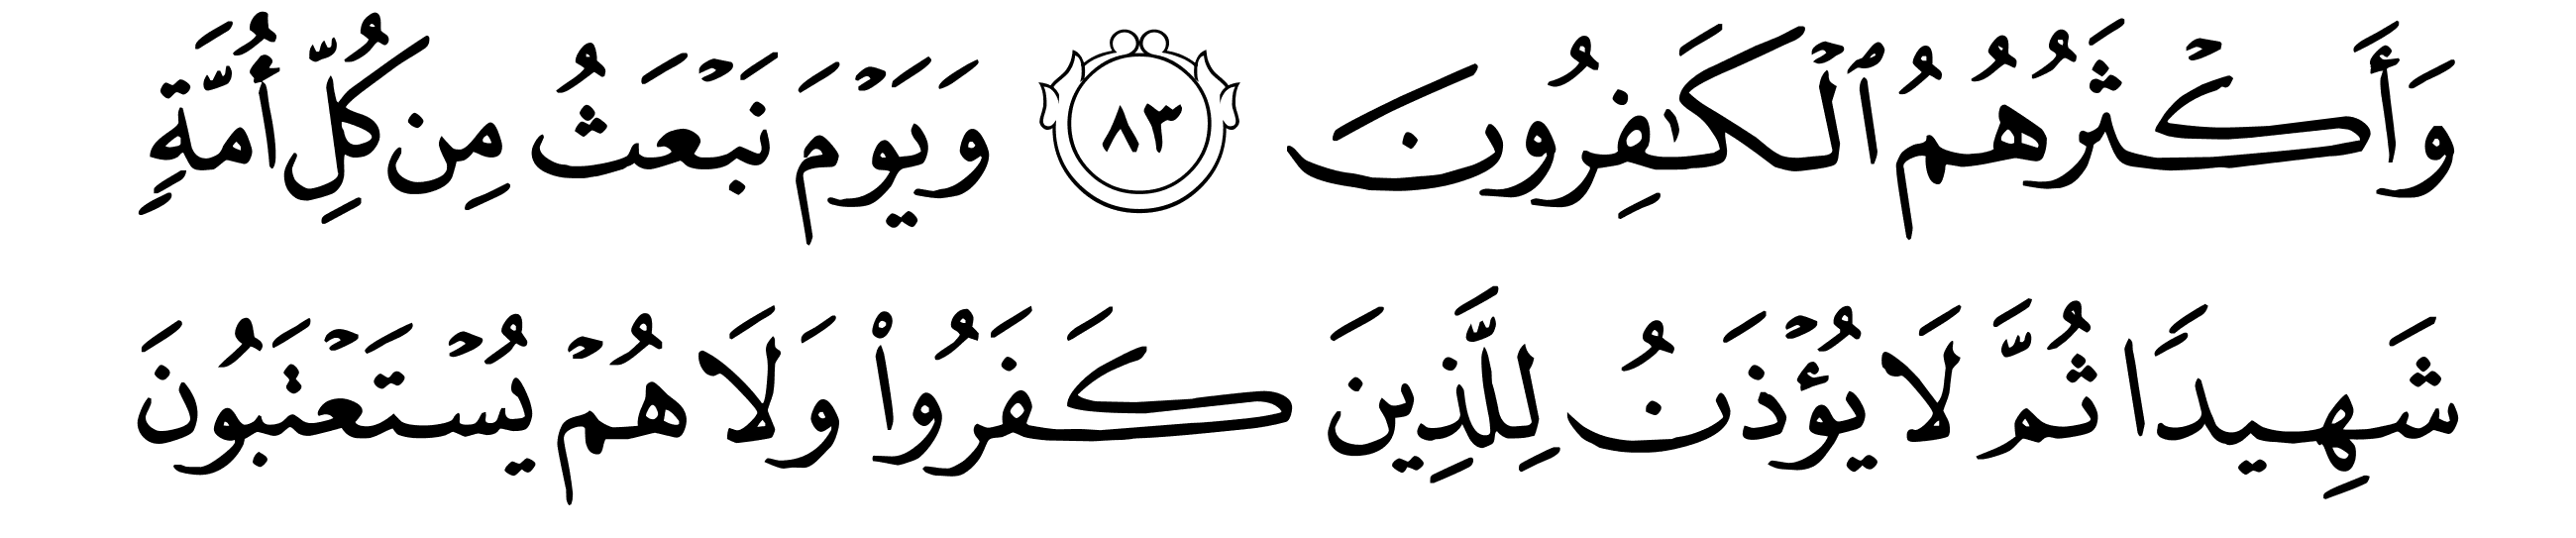 وَأَكۡثَرُهُمُ ٱلۡكَٰفِرُونَ ٨٣ وَيَوۡمَ نَبۡعَثُ مِن كُلِّ أُمَّةٖ
شَهِيدٗا ثُمَّ لَا يُؤۡذَنُ لِلَّذِينَ كَفَرُواْ وَلَا هُمۡ يُسۡتَعۡتَبُونَ